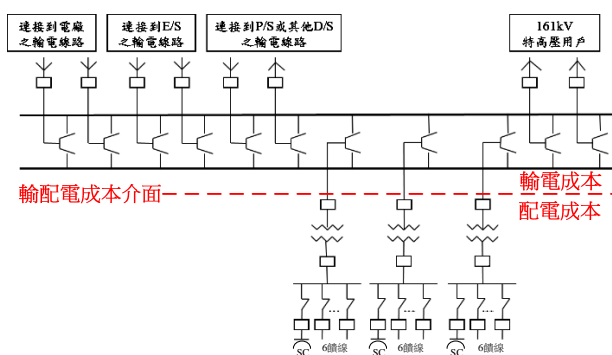 連接到電廠
之輸電線路
連接到E/S
之輸電線路
連接到P/S或其他D/S
之輸電線路
161kV
特高壓用戶
輸配電成本介面
輸電成本
配電成本
...
...
...
SC
6饋線
SC
6饋線
SC
6饋線